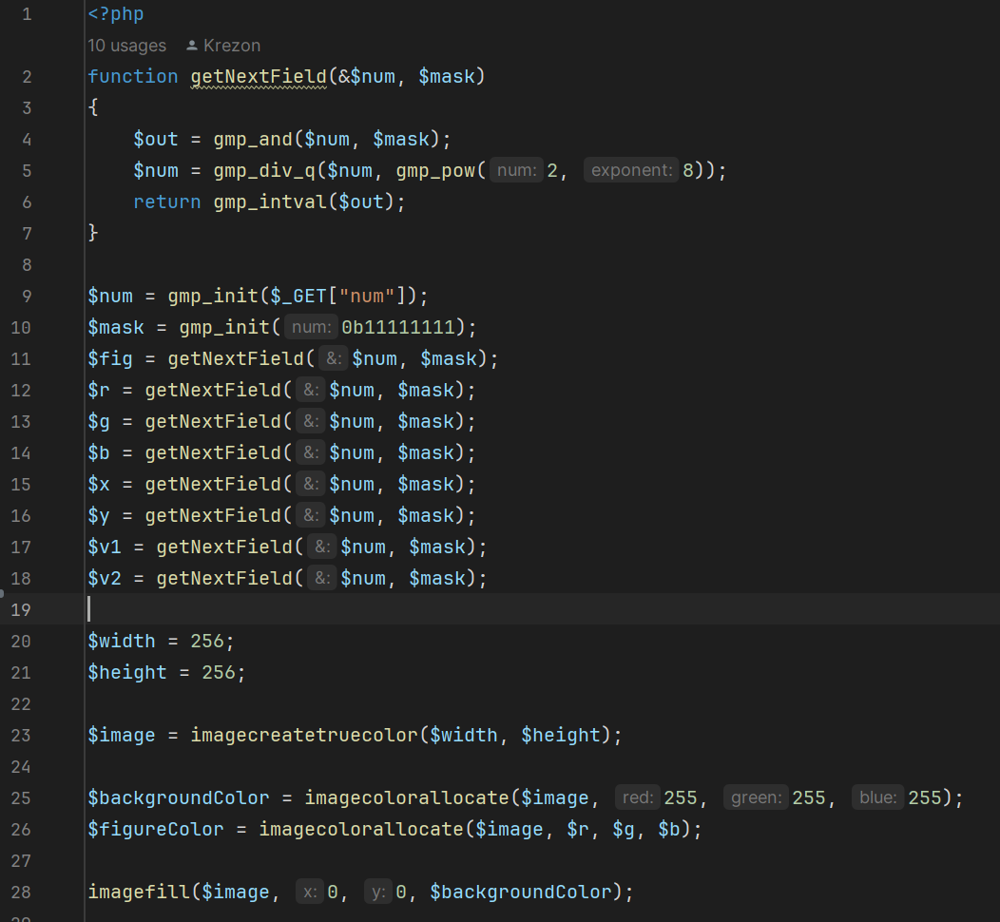 1 <?php
10 usages Krezon
2 function getNextField(&$num, $mask)
3 {
4 $out = gmp_and($num, $mask);
5 $num = gmp_div_q($num, gmp_pow( num: 2, exponent: 8));
6 return gmp_intval($out);
7 }
8
9 $num = gmp_init($_GET["num"]);
10 $mask = gmp_init( num: 0b11111111);
11 $fig = getNextField( &: $num, $mask);
12 $r = getNextField( &: $num, $mask);
13 $g = getNextField( &: $num, $mask);
14 $b = getNextField( &: $num, $mask);
15 $x = getNextField( &: $num, $mask);
16 $y = getNextField( &: $num, $mask);
17 $v1 = getNextField( &: $num, $mask);
18 $v2 = getNextField( &: $num, $mask);
19
20 $width = 256;
21 $height = 256;
22
23 $image = imagecreatetruecolor($width, $height);
24
25 $backgroundColor = imagecolorallocate($image, red: 255, green: 255, blue: 255);
26 $figureColor = imagecolorallocate($image, $r, $g, $b);
27
28 imagefill($image, x: 0, y: 0, $backgroundColor);